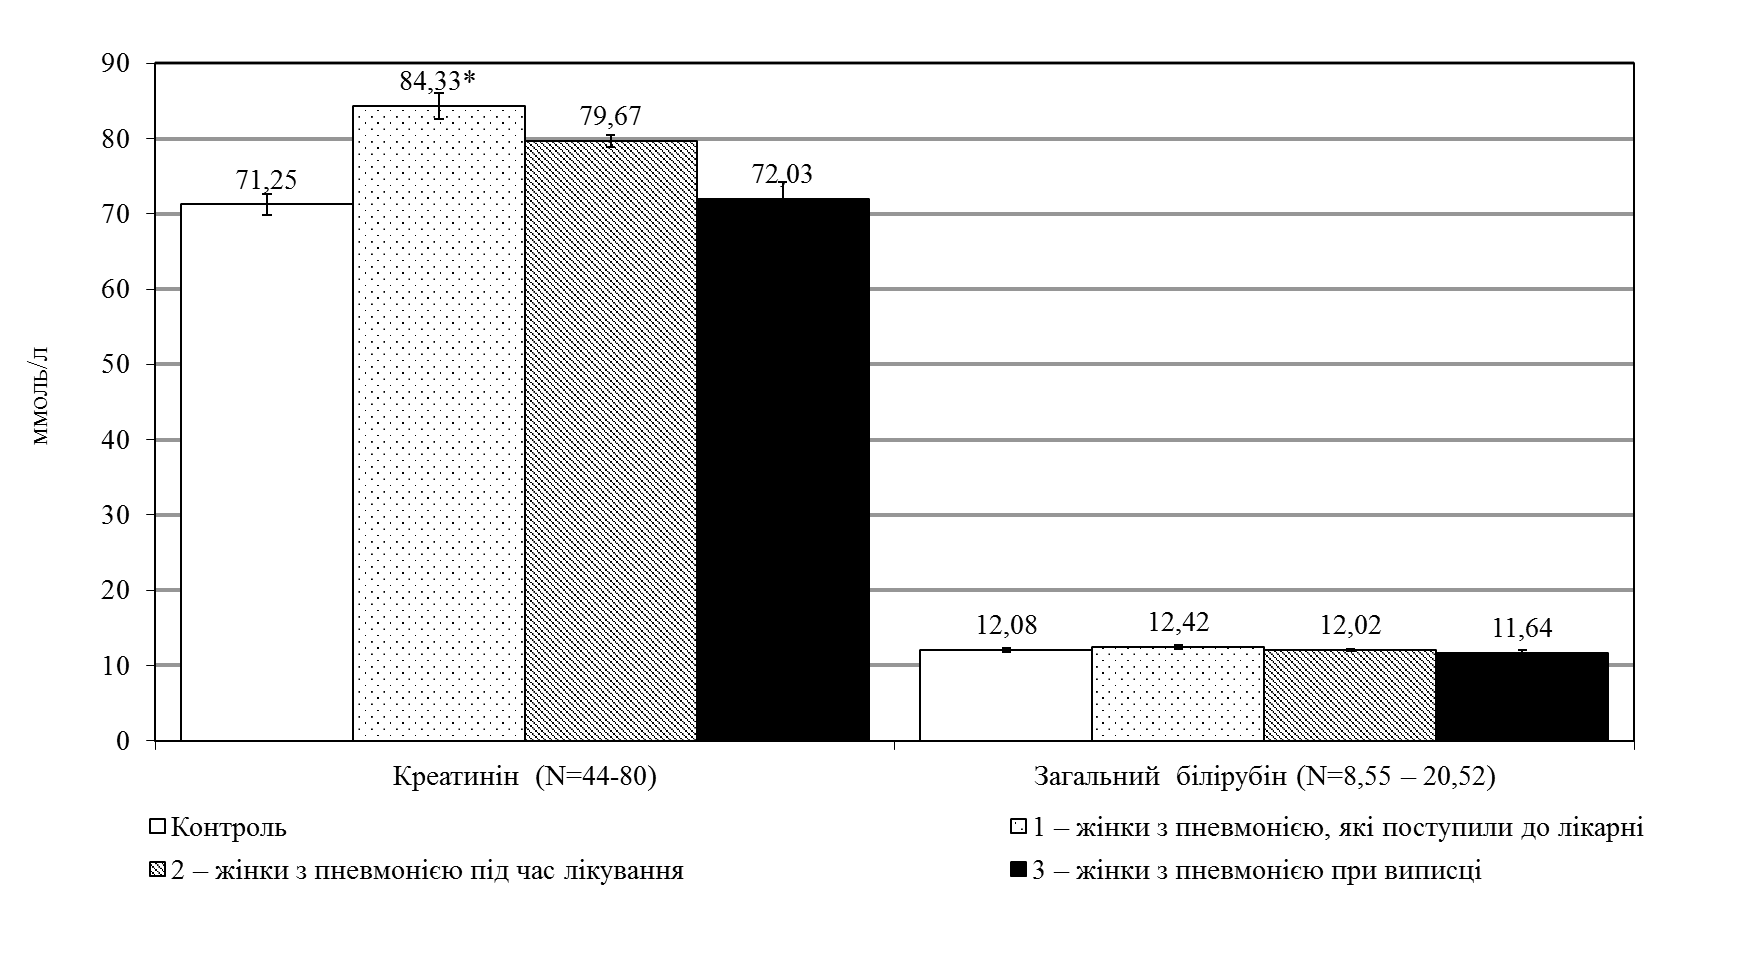 ммоль/л
90
80
70
60
50
40
30
20
10
0
71,25
84,33*
79,67
72,03
12,08
12,42
12,02
11,64
Креатинін (N=44-80)
Загальний білірубін (N=8,55 – 20,52)
Контроль
1 – жінки з пневмонією, які поступили до лікарні
2 – жінки з пневмонією під час лікування
3 – жінки з пневмонією при виписці